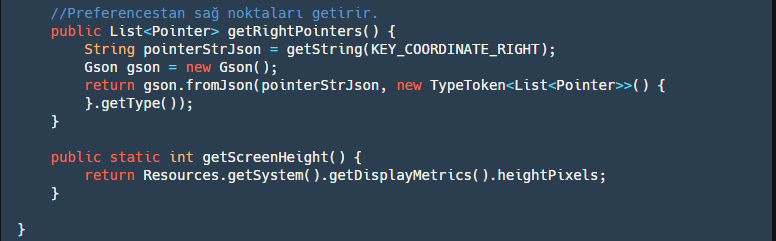 //Preferencestan sağ noktaları getirir.
public List<Pointer> getRightPointers() {
String pointerStrJson = getString(KEY_COORDINATE_RIGHT);
Gson gson = new Gson();
return gson.fromJson(pointerStrJson, new TypeToken<List<Pointer>>() {
}.getType());
}
public static int getScreenHeight() {
return Resources.getSystem().getDisplayMetrics().heightPixels;
}
}